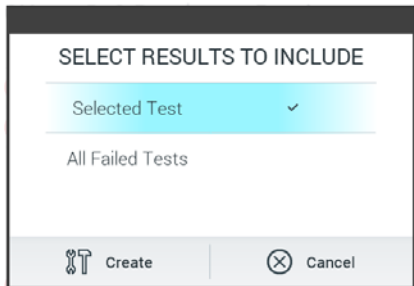 SELECT RESULTS TO INCLUDE
Selected Test
All Failed Tests
Create Cancel